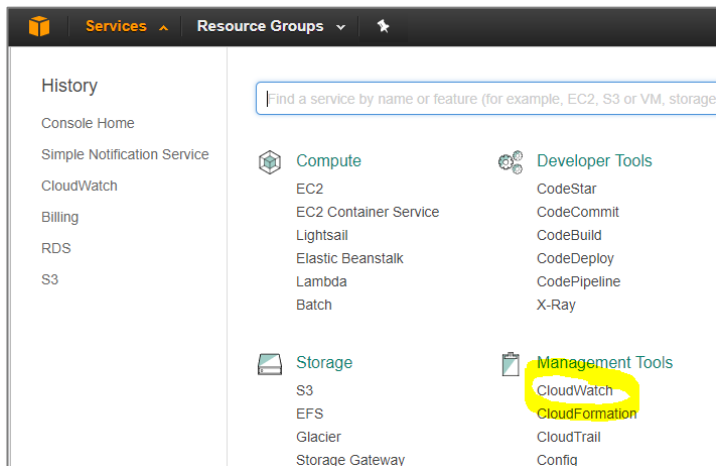 Services
Resource Groups
History
Console Home
Simple Notification Service
CloudWatch
Billing
RDS
S3
Find a service by name or feature (for example, EC2, S3 or VM, storage
Compute
EC2
EC2 Container Service
Lightsail
Elastic Beanstalk
Lambda
Batch
Developer Tools
CodeStar
CodeCommit
CodeBuild
CodeDeploy
CodePipeline
X-Ray
Storage
S3
EFS
Glacier
Storage Gateway
Management Tools
CloudWatch
CloudFormation
CloudTrail
Config